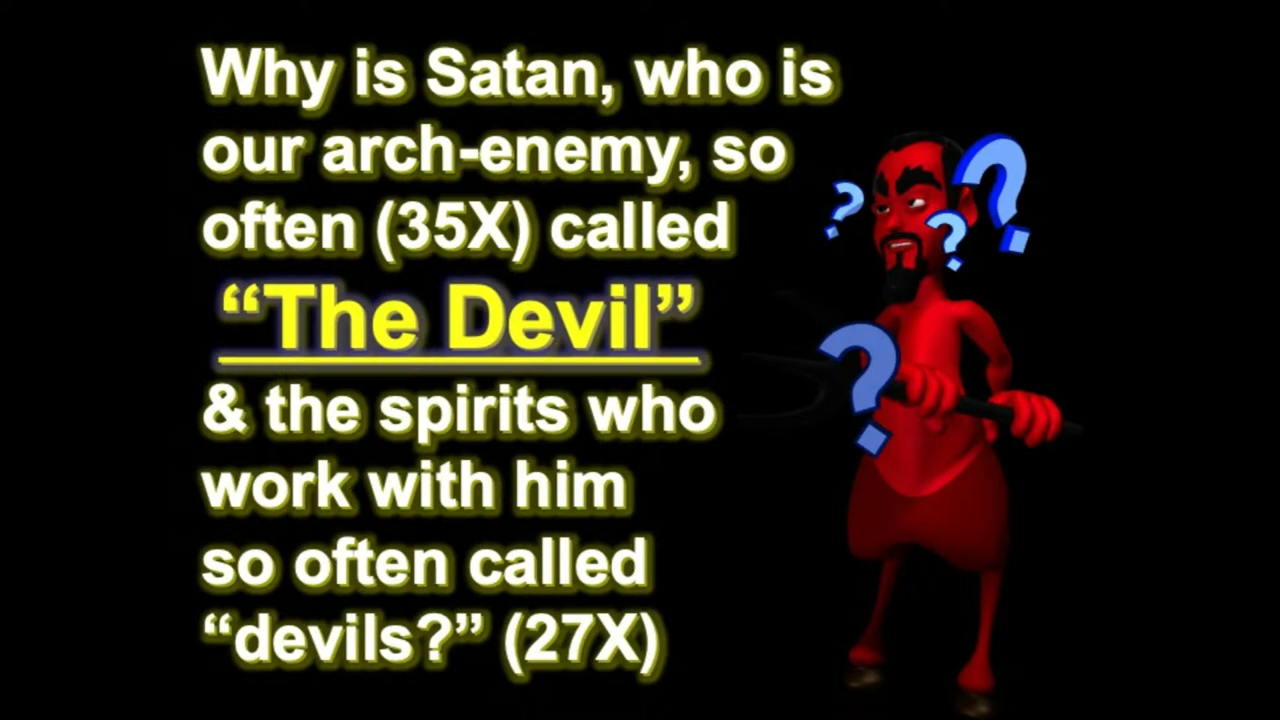 Why is Satan, who is
our arch-enemy, so
often (35X) called
“The Devil”
& the spirits who
work with him
so often called
“devils?” (27X)
? ? ? ?